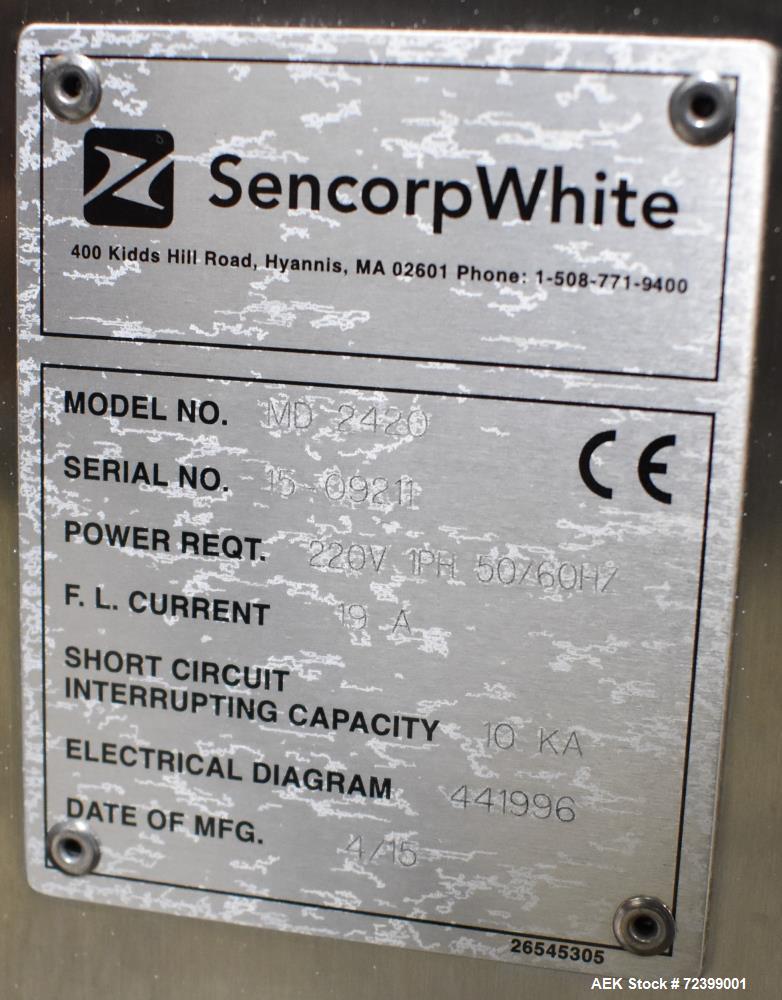 SencorpWhite
400 Kidds Hill Road, Hyannis, MA 02601 Phone: 1-508-771-9400
MODEL NO. MD 2420
CE
SERIAL NO. 15-09211
POWER REQT. 220V 1PH 50/60HZ
F. L. CURRENT 19 A
SHORT CIRCUIT
INTERRUPTING CAPACITY 10 KA
ELECTRICAL DIAGRAM 441996
DATE OF MFG. 4/15
26545305
AEK Stock # 72399001